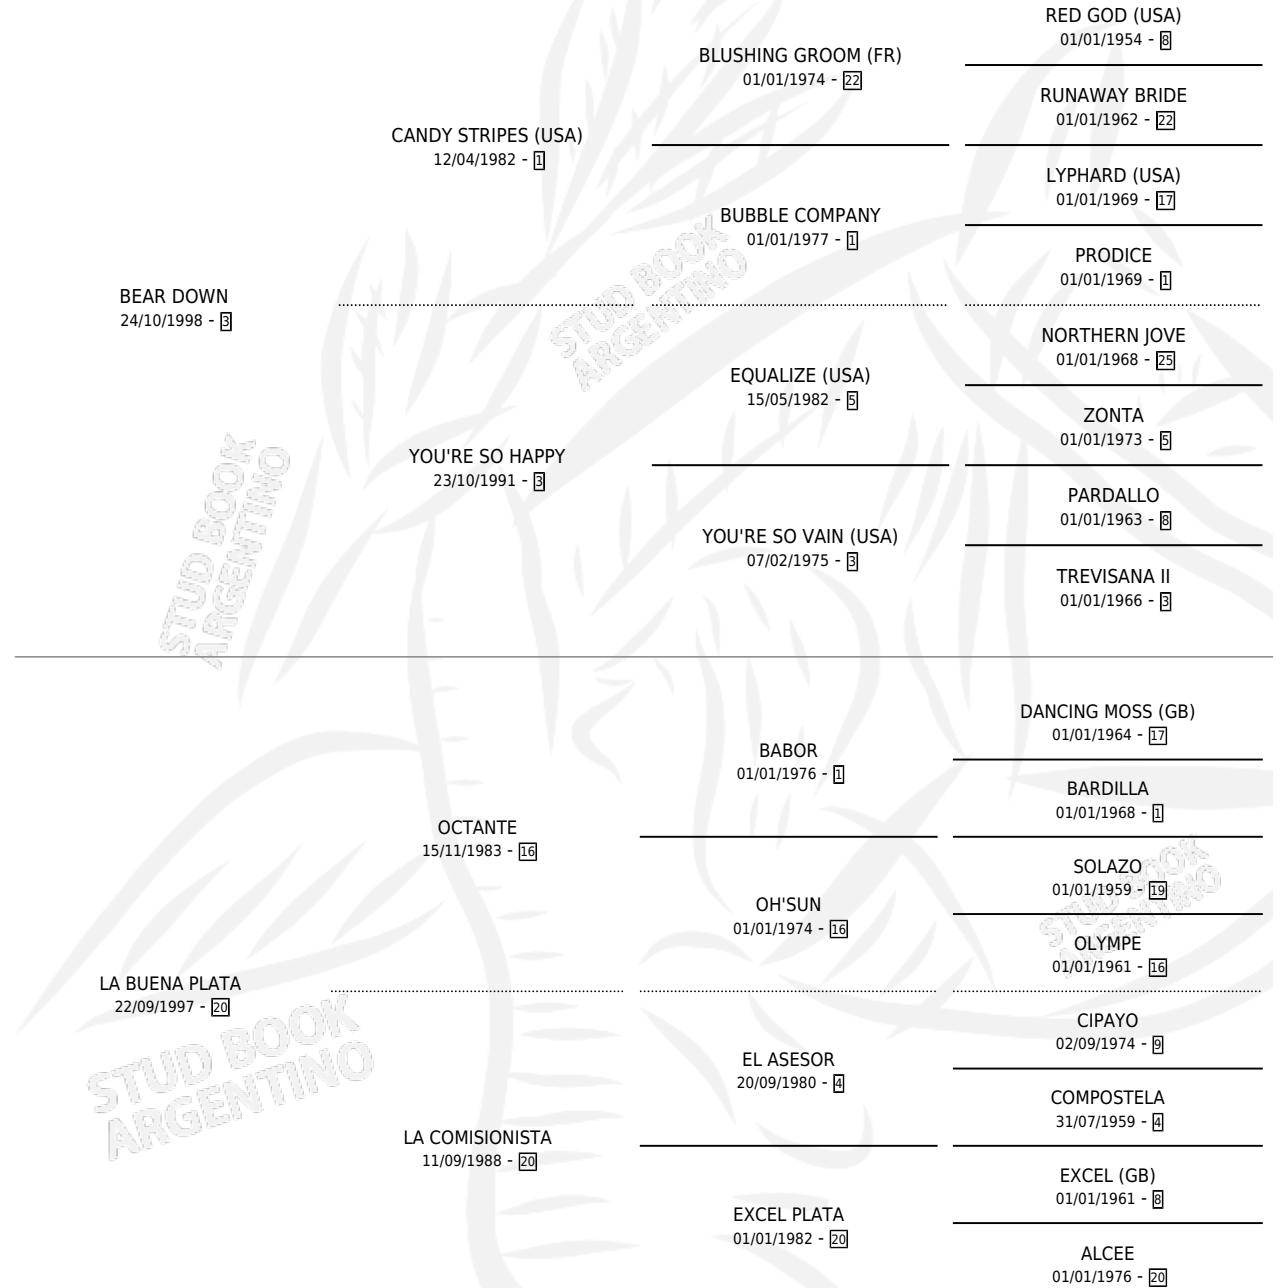 RED GOD (USA)
01/01/1954 - 8
BLUSHING GROOM (FR)
01/01/1974 - 22
RUNAWAY BRIDE
01/01/1962 - 22
CANDY STRIPES (USA)
12/04/1982 - 1
LYPHARD (USA)
01/01/1969 - 17
BUBBLE COMPANY
01/01/1977 - 1
PRODICE
01/01/1969 - 1
BEAR DOWN
24/10/1998 - 3
STUD BOOK
ARGENTINO
NORTHERN JOVE
01/01/1968 - 25
EQUALIZE (USA)
15/05/1982 - 5
ZONTA
01/01/1973 - 5
YOU'RE SO HAPPY
23/10/1991 - 3
PARDALLO
01/01/1963 - 8
YOU'RE SO VAIN (USA)
07/02/1975 - 3
TREVISANA II
01/01/1966 - 3
STUD BOOK
ARGENTINO
DANCING MOSS (GB)
01/01/1964 - 17
BABOR
01/01/1976 - 1
BARDILLA
01/01/1968 - 1
OCTANTE
15/11/1983 - 16
SOLAZO
01/01/1959 - 19
OH'SUN
01/01/1974 - 16
STUD BOOK
ARGENTINO
OLYMPE
01/01/1961 - 16
LA BUENA PLATA
22/09/1997 - 20
CIPAYO
02/09/1974 - 9
EL ASESOR
20/09/1980 - 4
STUD BOOK
ARGENTINO
COMPOSTELA
31/07/1959 - 4
LA COMISIONISTA
11/09/1988 - 20
EXCEL (GB)
01/01/1961 - 8
EXCEL PLATA
01/01/1982 - 20
ALCEE
01/01/1976 - 20